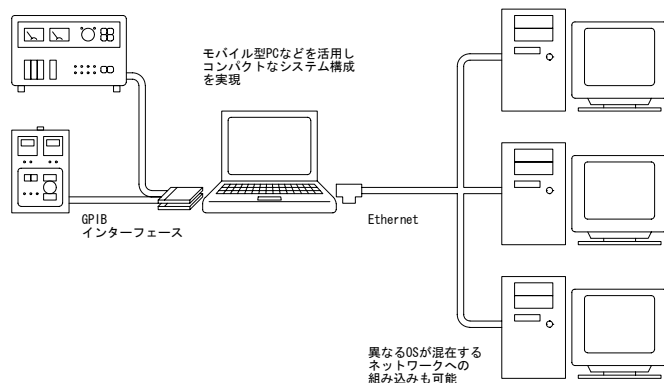 モバイル型PCなどを活用し
コンパクトなシステム構成
を実現
GPIB
インターフェース
Ethernet
異なるOSが混在する
ネットワークへの
組み込みも可能